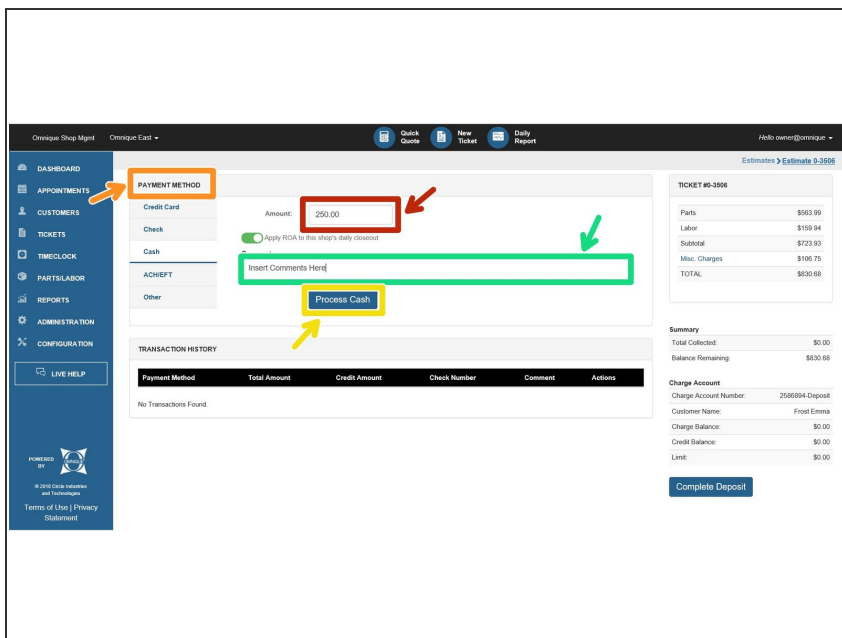 Omnique Shop Mgmt Omnique East Quick Quote New Ticket Daily Report Hello owner@omnique
Estimates Estimate 0-3506
DASHBOARD
APPOINTMENTS
CUSTOMERS
TICKETS
TIMECLOCK
PARTS/LABOR
REPORTS
ADMINISTRATION
CONFIGURATION
LIVE HELP
POWERED BY OMNIQUE
© 2018 Circle Industries
and Technologies
Terms of Use | Privacy
Statement
PAYMENT METHOD
Credit Card
Check
Cash
ACH/EFT
Other
Amount: 250.00
Apply ROA to this shop's daily closeout
Insert Comments Here
Process Cash
TRANSACTION HISTORY
Payment Method Total Amount Credit Amount Check Number Comment Actions
No Transactions Found.
TICKET #0-3506
Parts $563.99
Labor $159.94
Subtotal $723.93
Misc. Charges $106.75
TOTAL $830.68
Summary
Total Collected: $0.00
Balance Remaining: $830.68
Charge Account
Charge Account Number: 2586894-Deposit
Customer Name: Frost Emma
Charge Balance: $0.00
Credit Balance: $0.00
Limit: $0.00
Complete Deposit